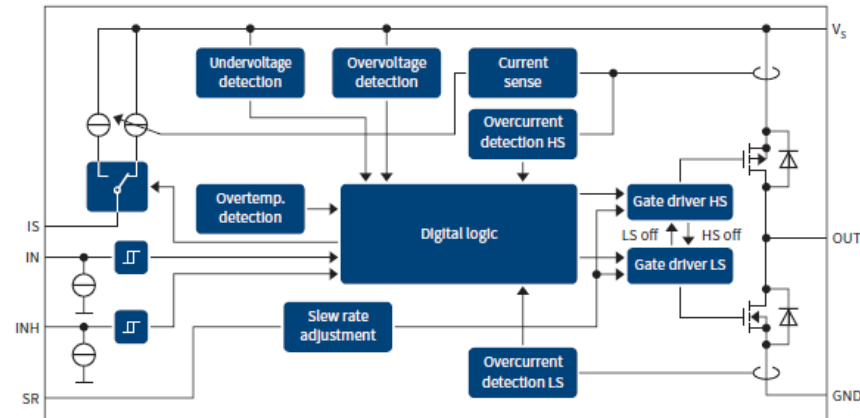 V_S
Undervoltage
detection
Overvoltage
detection
Current
sense
Overcurrent
detection HS
Overtemp.
detection
Digital logic
Gate driver HS
LS off
HS off
Gate driver LS
IS
IN
OUT
INH
Slew rate
adjustment
Overcurrent
detection LS
SR
GND